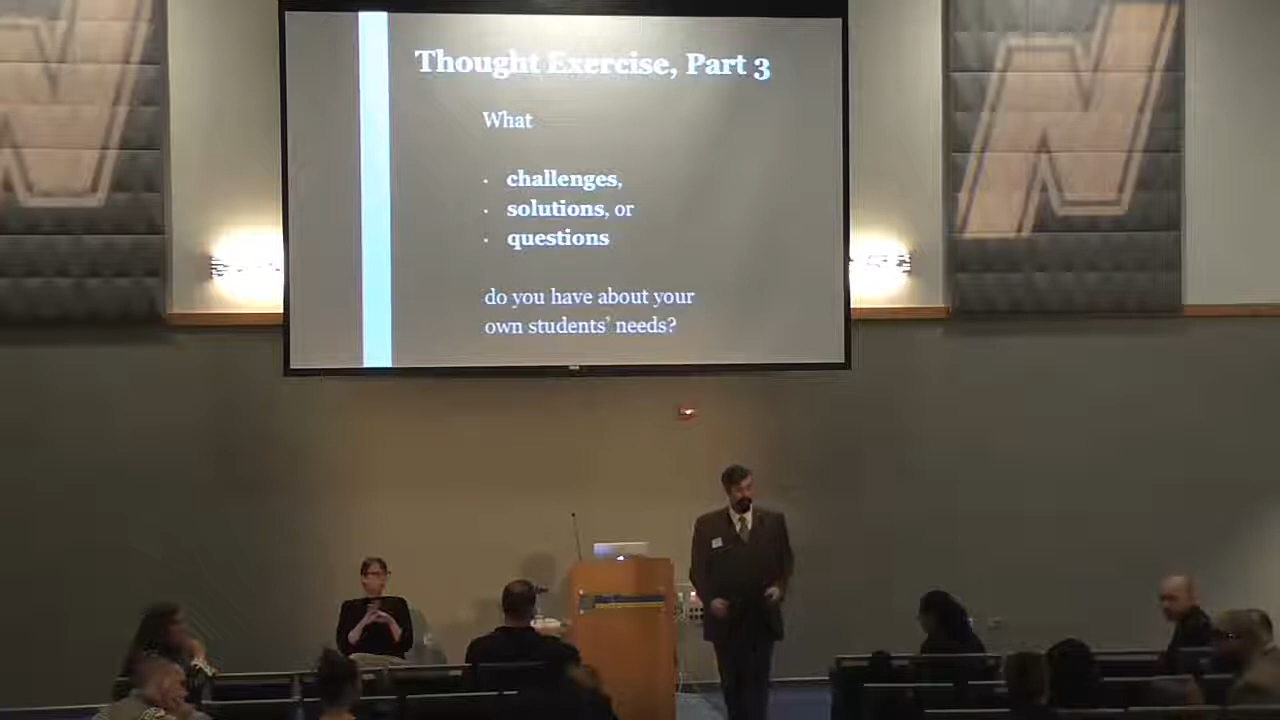 Thought Exercise, Part 3
What
· challenges,
· solutions, or
· questions
do you have about your
own students' needs?
N
N